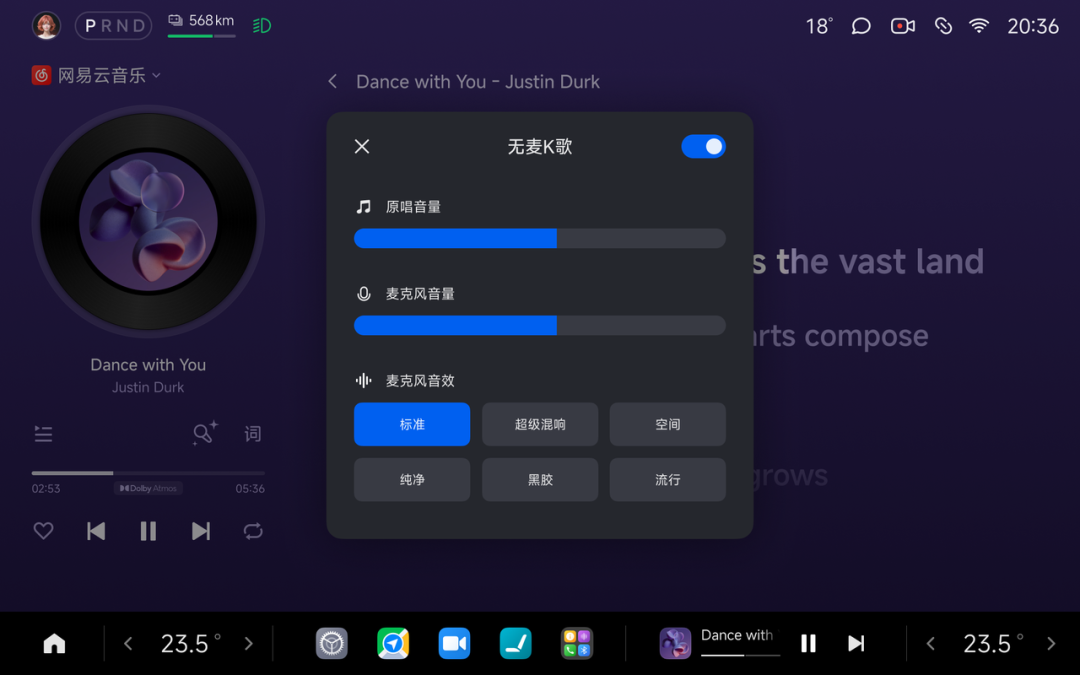 PRND
568km
18°
20:36
网易云音乐
Dance with You - Justin Durk
Dance with You
Justin Durk
词
02:53
Dolby Atmos
05:36
无麦K歌
原唱音量
麦克风音量
麦克风音效
标准
超级混响
空间
纯净
黑胶
流行
s the vast land
rts compose
grows
23.5°
Dance with
23.5°